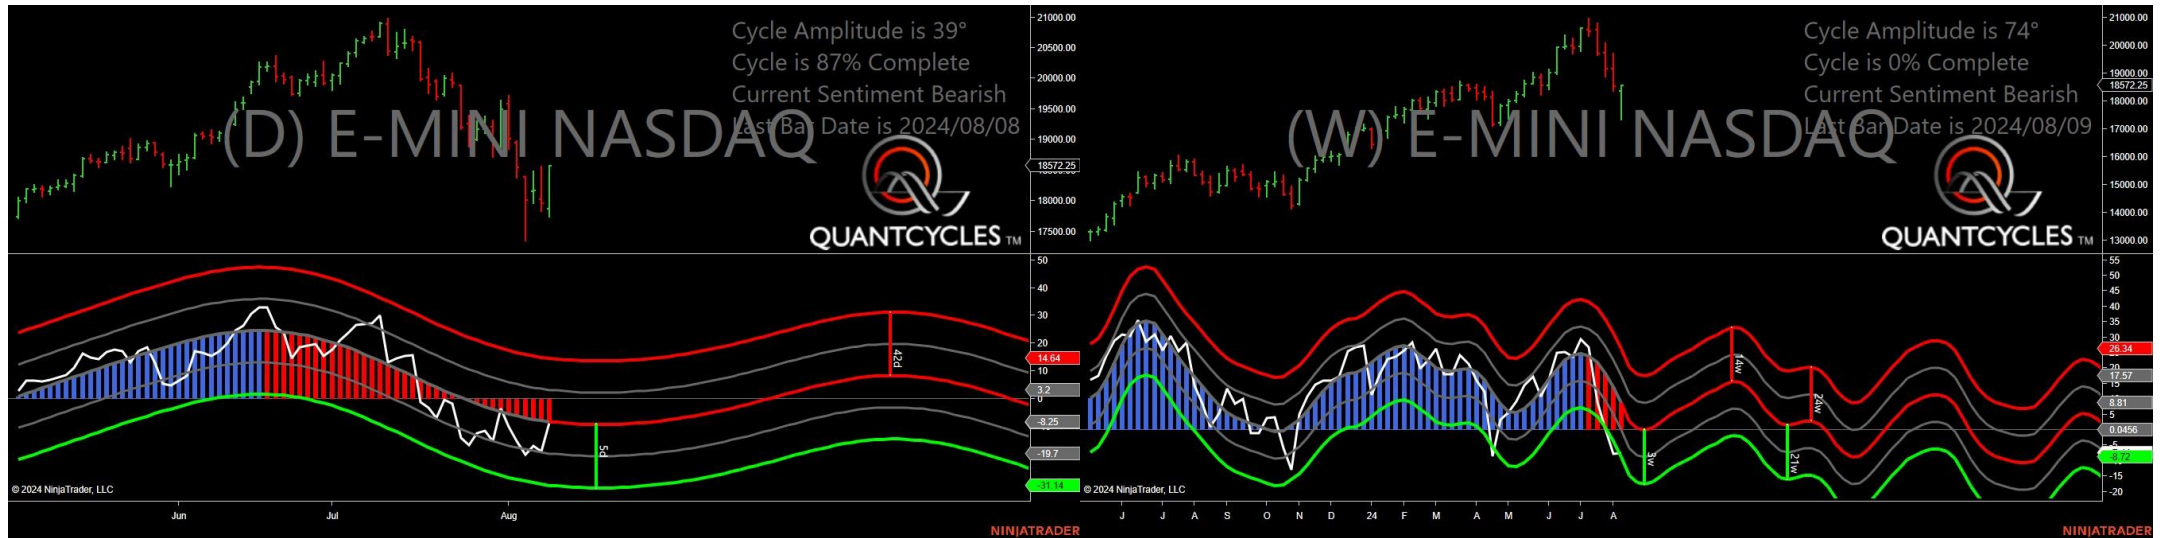 Cycle Amplitude is 39°
Cycle is 87% Complete
Current Sentiment Bearish
Last Bar Date is 2024/08/08
(D) E-MINI NASDAQ
QUANTCYCLES TM
21000.00
20500.00
20000.00
19500.00
19000.00
18572.25
18000.00
17500.00
50
40
30
20
14.64
10
3.2
0
-8.25
-19.7
-31.14
42d
5d
© 2024 NinjaTrader, LLC
Jun
Jul
Aug
NINJATRADER
Cycle Amplitude is 74°
Cycle is 0% Complete
Current Sentiment Bearish
Last Bar Date is 2024/08/09
(W) E-MINI NASDAQ
QUANTCYCLES TM
21000.00
20000.00
19000.00
18572.25
18000.00
17000.00
16000.00
15000.00
14000.00
13000.00
55
50
45
40
35
30
26.34
20
17.57
15
8.81
5
0.0456
-8.72
-15
-20
14w
24w
3w
21w
© 2024 NinjaTrader, LLC
J
J
A
S
O
N
D
24
F
M
A
M
J
J
A
NINJATRADER